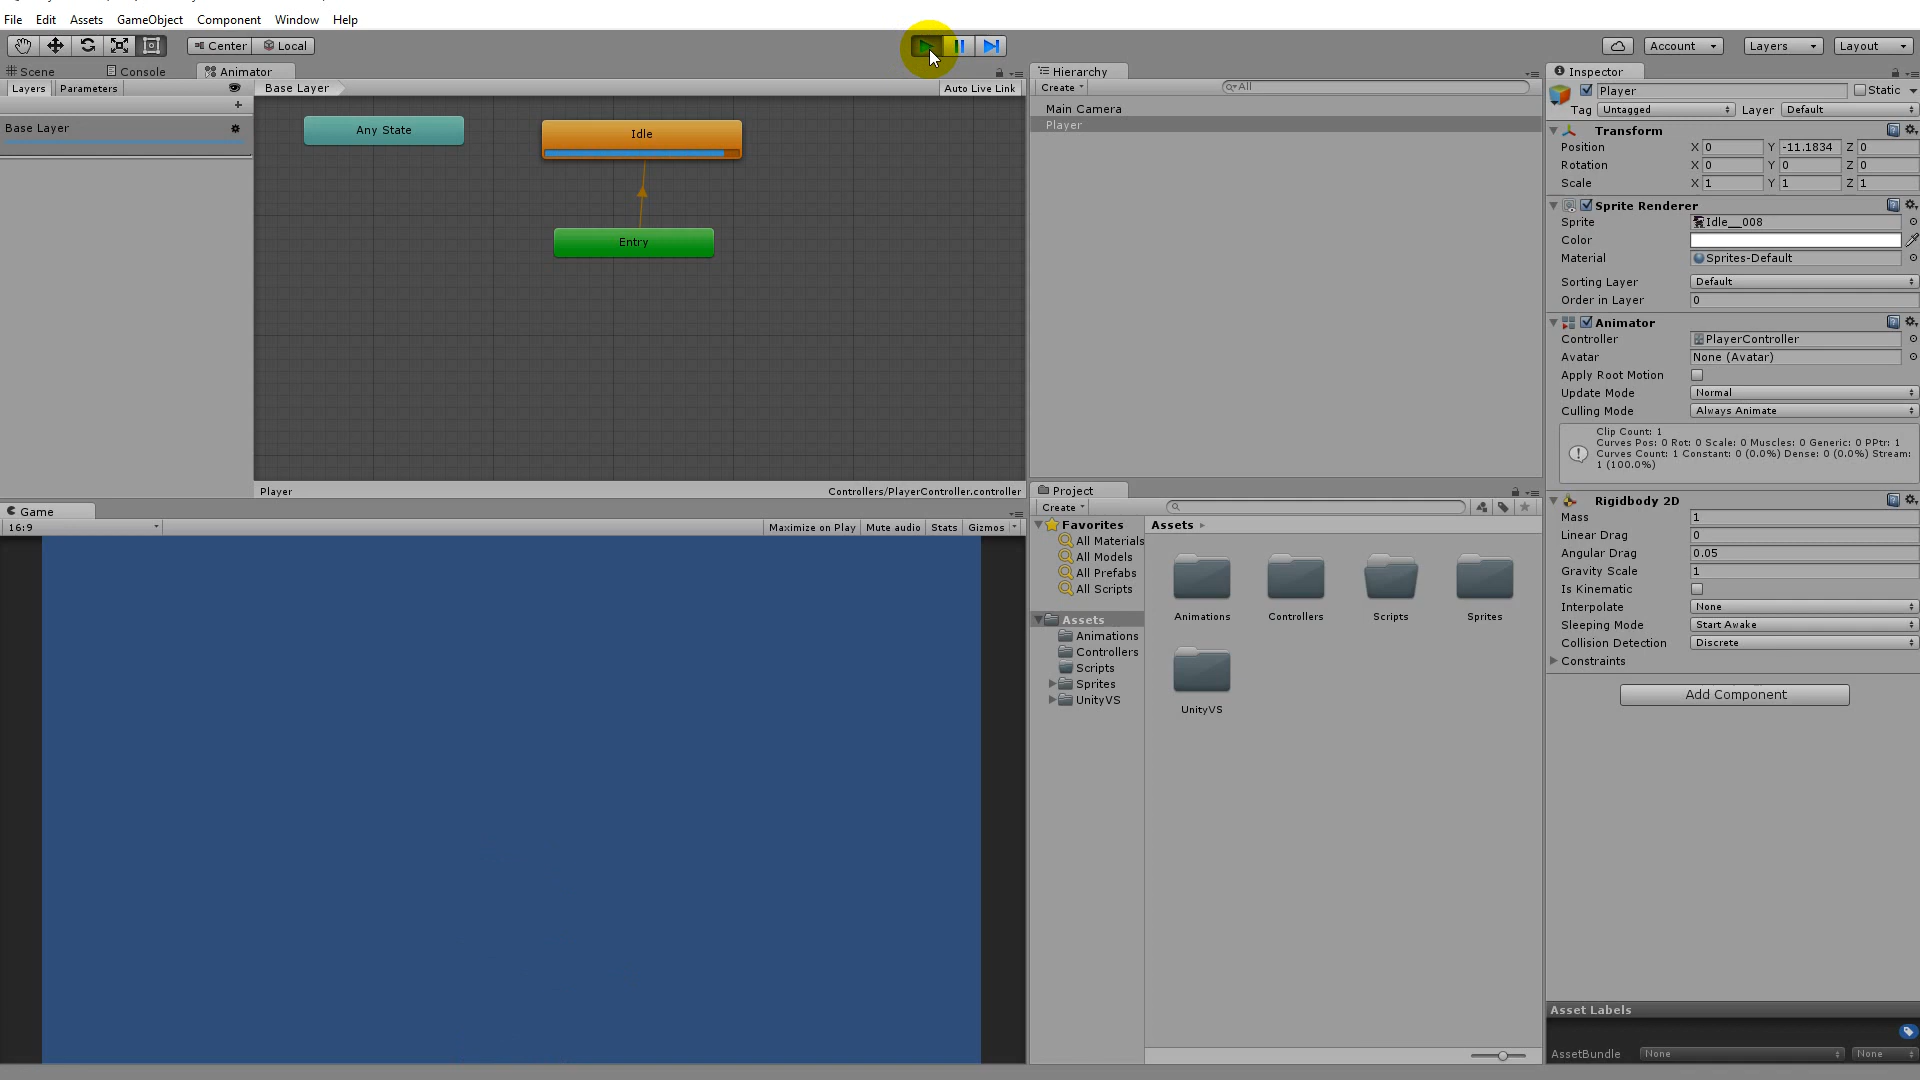 File Edit Assets GameObject Component Window Help
Center Local
Account Layers Layout
Scene Console Animator
Layers Parameters
Base Layer
Auto Live Link
Base Layer
Any State
Idle
Entry
Player
Controllers/PlayerController.controller
Game
16:9
Maximize on Play Mute audio Stats Gizmos
Hierarchy
Create
All
Main Camera
Player
Project
Create
Favorites
All Materials
All Models
All Prefabs
All Scripts
Assets
Animations
Controllers
Scripts
Sprites
UnityVS
Assets
Animations
Controllers
Scripts
Sprites
UnityVS
Inspector
Player
Static
Tag Untagged Layer Default
Transform
Position X 0 Y -11.1834 Z 0
Rotation X 0 Y 0 Z 0
Scale X 1 Y 1 Z 1
Sprite Renderer
Sprite Idle__008
Color
Material Sprites-Default
Sorting Layer Default
Order in Layer 0
Animator
Controller PlayerController
Avatar None (Avatar)
Apply Root Motion
Update Mode Normal
Culling Mode Always Animate
Clip Count: 1
Curves Pos: 0 Rot: 0 Scale: 0 Muscles: 0 Generic: 0 PPtr: 1
Curves Count: 1 Constant: 0 (0.0%) Dense: 0 (0.0%) Stream:
1 (100.0%)
Rigidbody 2D
Mass 1
Linear Drag 0
Angular Drag 0.05
Gravity Scale 1
Is Kinematic
Interpolate None
Sleeping Mode Start Awake
Collision Detection Discrete
Constraints
Add Component
Asset Labels
AssetBundle None None